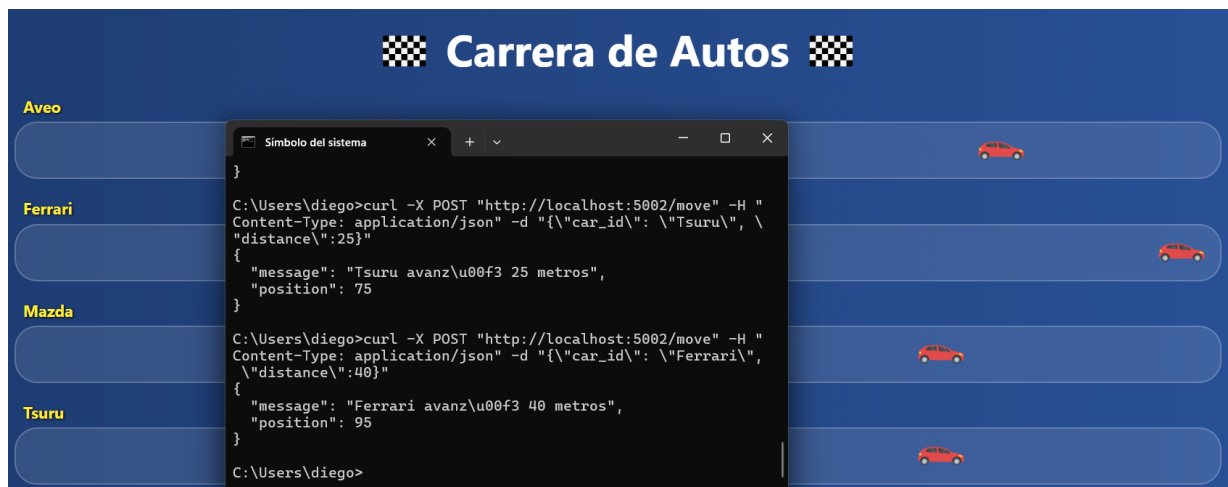 Carrera de Autos
Aveo
Símbolo del sistema
}
C:\Users\diego>curl -X POST "http://localhost:5002/move" -H "
Content-Type: application/json" -d "{\"car_id\": \"Tsuru\", \
"distance\":25}"
{
  "message": "Tsuru avanz\u00f3 25 metros",
  "position": 75
}
C:\Users\diego>curl -X POST "http://localhost:5002/move" -H "
Content-Type: application/json" -d "{\"car_id\": \"Ferrari\",
 \"distance\":40}"
{
  "message": "Ferrari avanz\u00f3 40 metros",
  "position": 95
}
C:\Users\diego>
Ferrari
Mazda
Tsuru